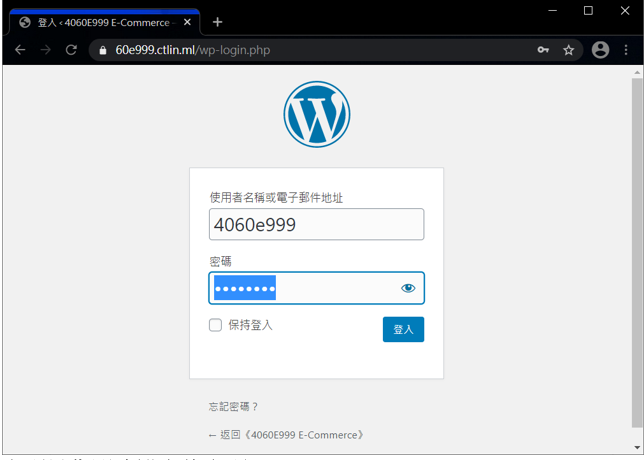 登入 ‹ 4060E999 E-Commerce –
60e999.ctlin.ml/wp-login.php
使用者名稱或電子郵件地址
4060e999
密碼
••••••••
保持登入
登入
忘記密碼？
← 返回《4060E999 E-Commerce》